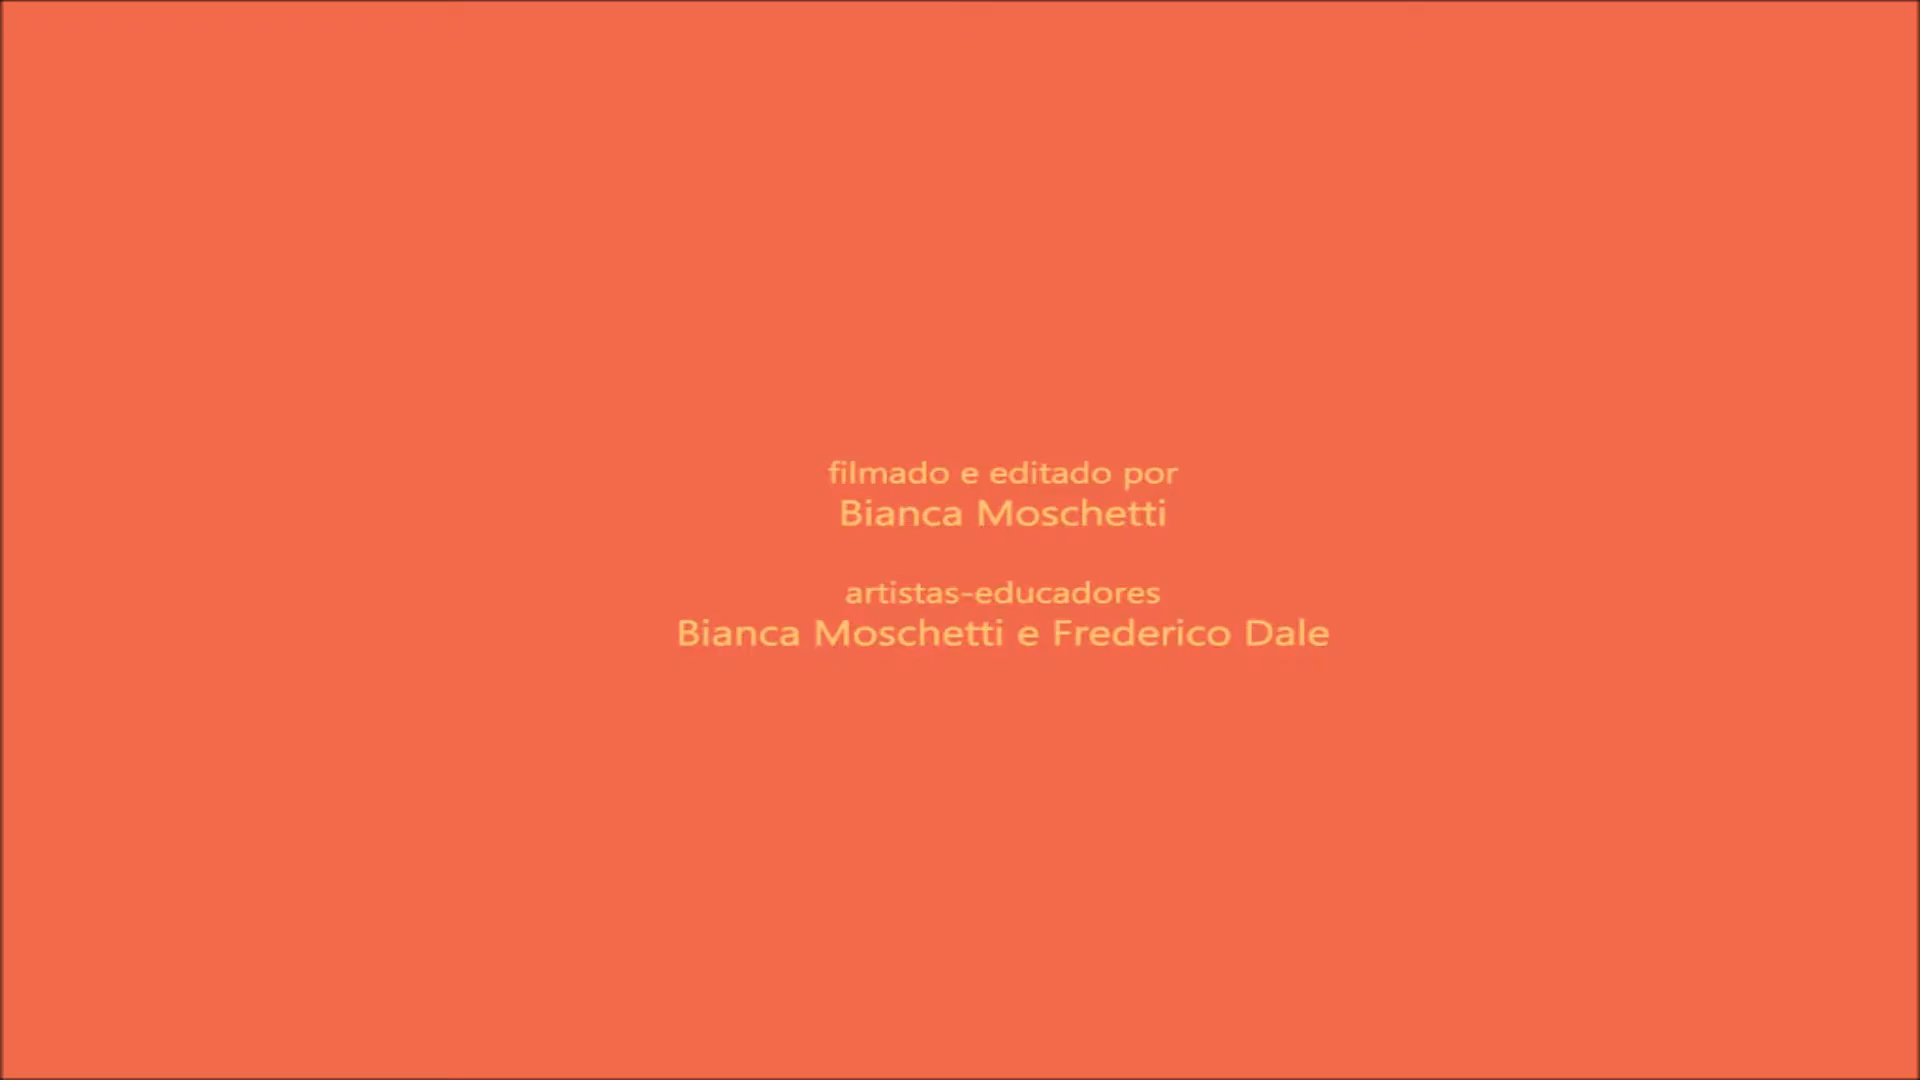 filmado e editado por
Bianca Moschetti
artistas-educadores
Bianca Moschetti e Frederico Dale